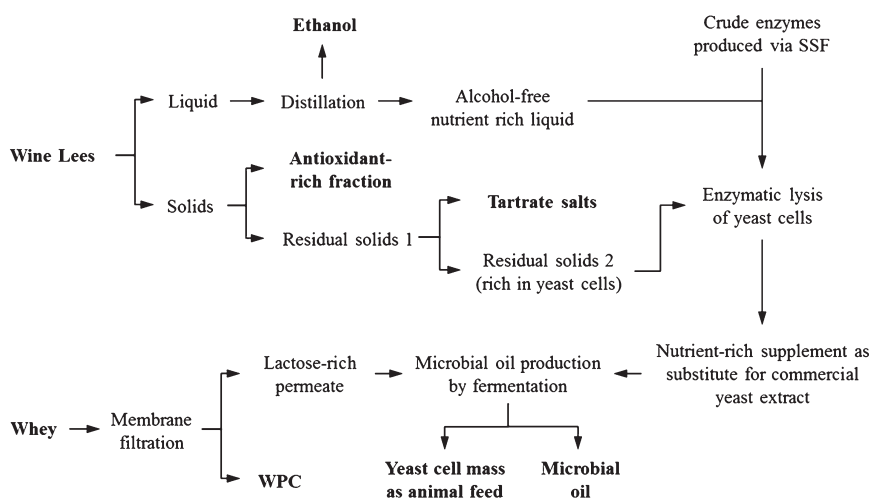 Ethanol
Crude enzymes
produced via SSF
Liquid
Distillation
Alcohol-free
nutrient rich liquid
Wine Lees
Antioxidant-
rich fraction
Solids
Tartrate salts
Enzymatic lysis
of yeast cells
Residual solids 1
Residual solids 2
(rich in yeast cells)
Lactose-rich
permeate
Microbial oil production
by fermentation
Nutrient-rich supplement as
substitute for commercial
yeast extract
Whey
Membrane
filtration
WPC
Yeast cell mass
as animal feed
Microbial
oil